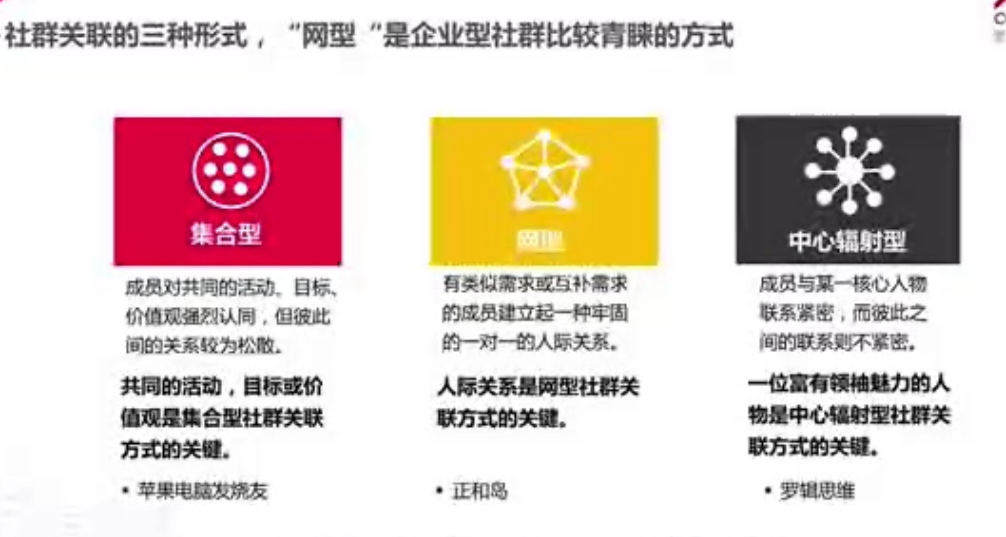 社群关联的三种形式，“网型“是企业型社群比较青睐的方式
集合型
成员对共同的活动、目标、
价值观强烈认同，但彼此
间的关系较为松散。
共同的活动，目标或价
值观是集合型社群关联
方式的关键。
• 苹果电脑发烧友
网型
有类似需求或互补需求
的成员建立起一种牢固
的一对一的人际关系。
人际关系是网型社群关
联方式的关键。
• 正和岛
中心辐射型
成员与某一核心人物
联系紧密，而彼此之
间的联系则不紧密。
一位富有领袖魅力的人
物是中心辐射型社群关
联方式的关键。
• 罗辑思维